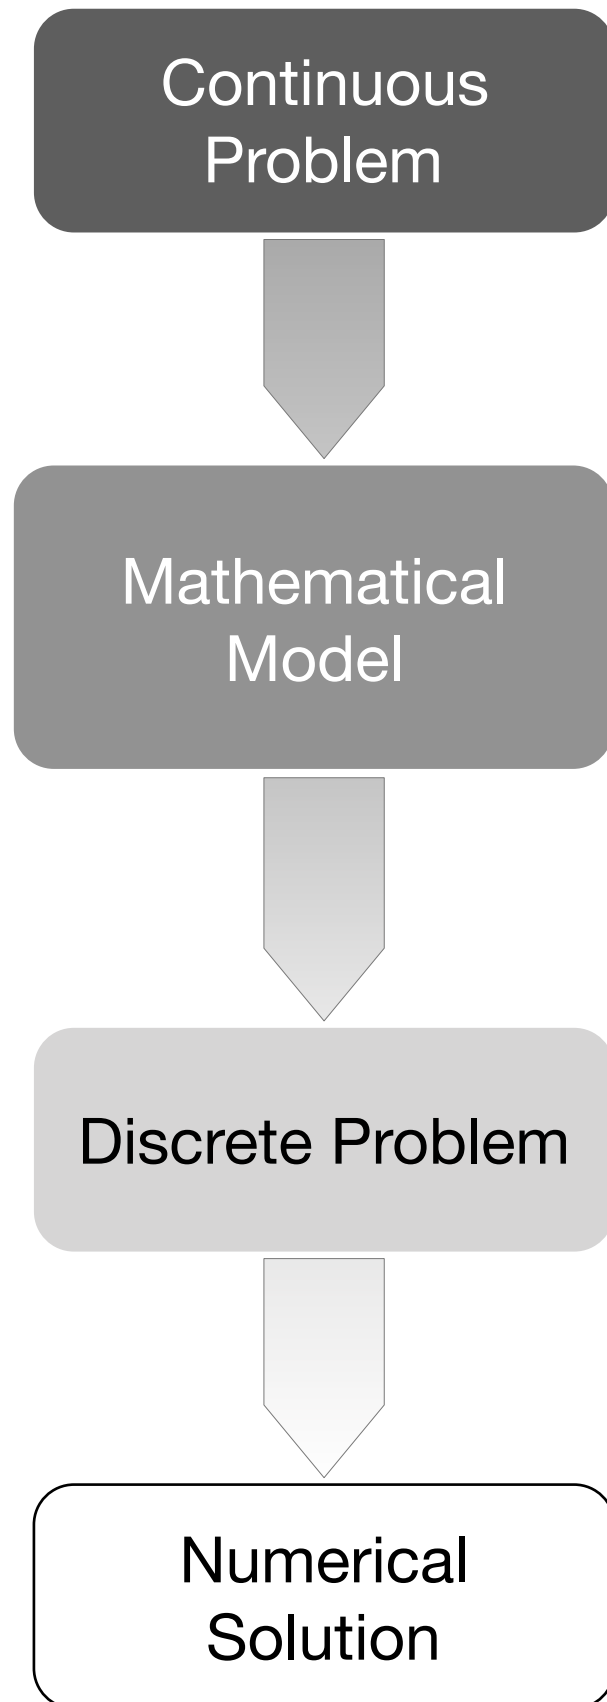 Continuous
Problem
Mathematical
Model
Discrete Problem
Numerical
Solution